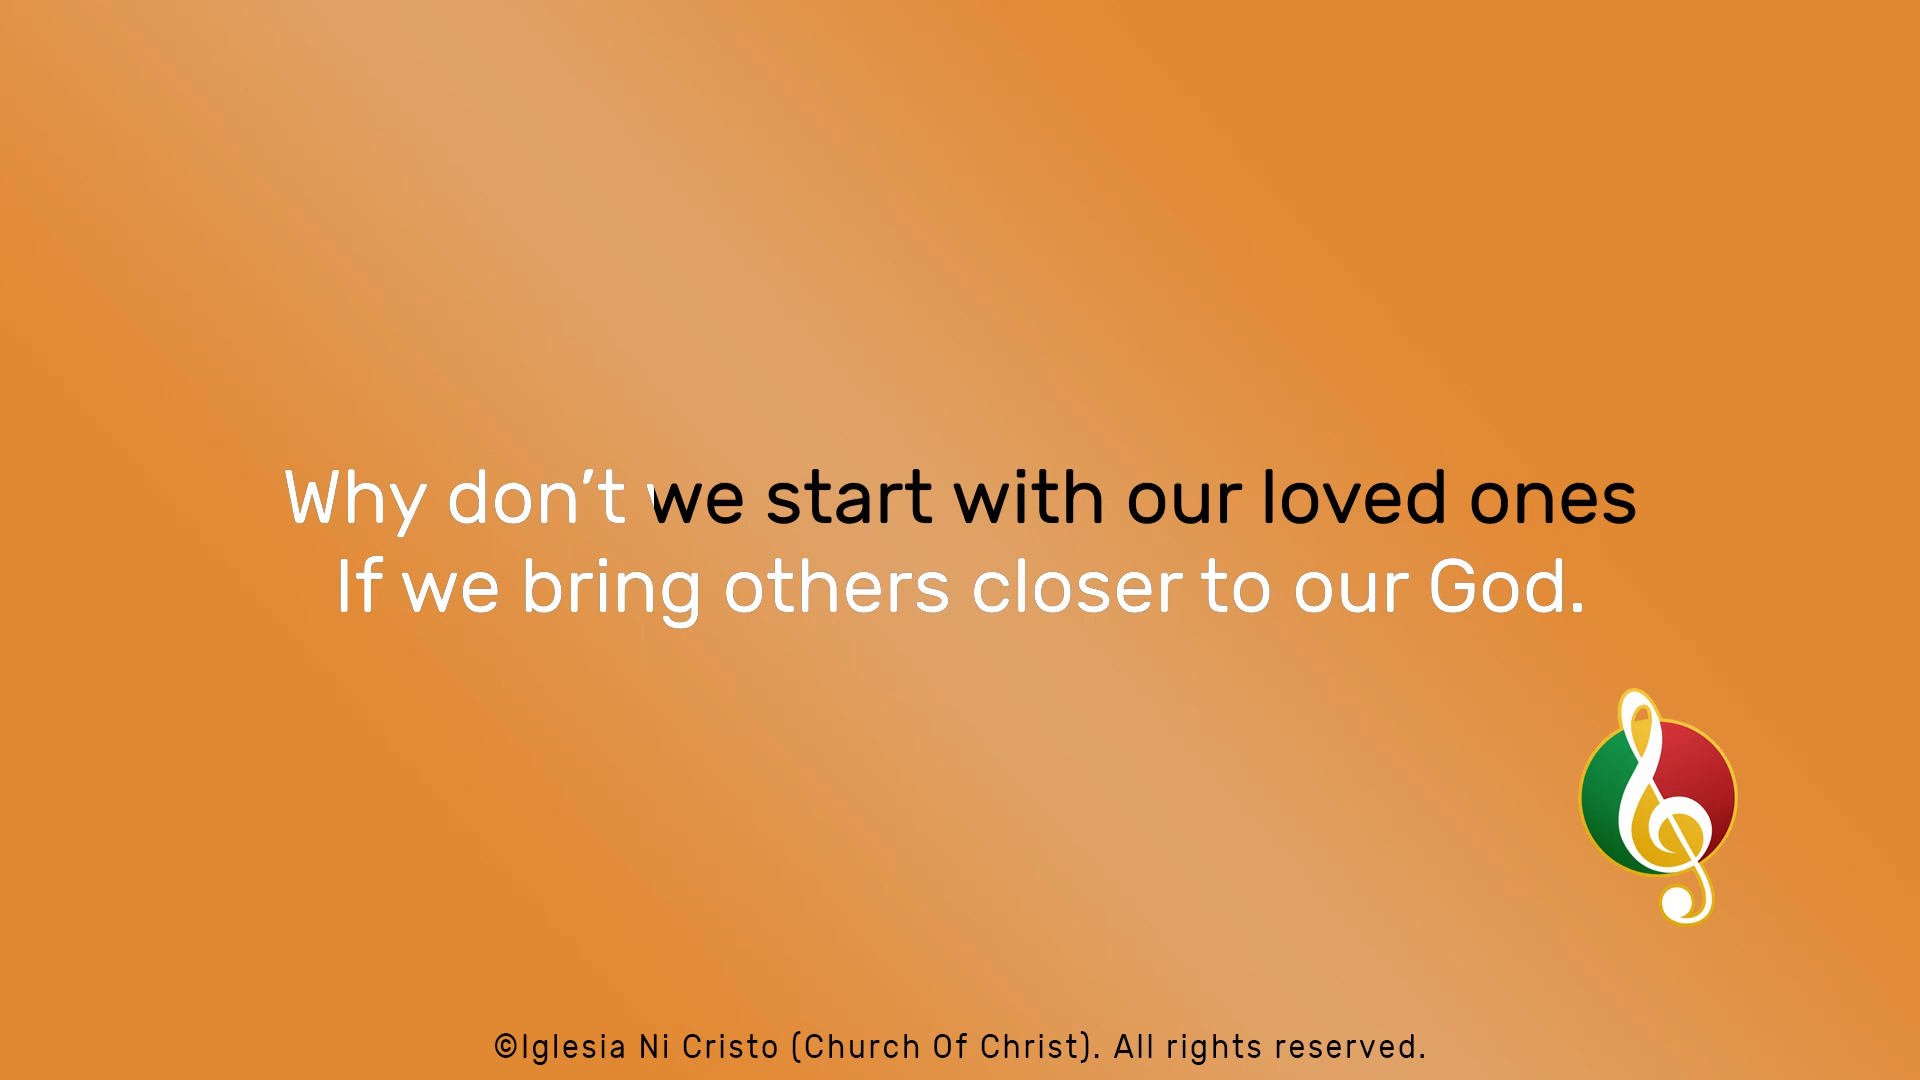 Why don’t we start with our loved ones
If we bring others closer to our God.
©Iglesia Ni Cristo (Church Of Christ). All rights reserved.